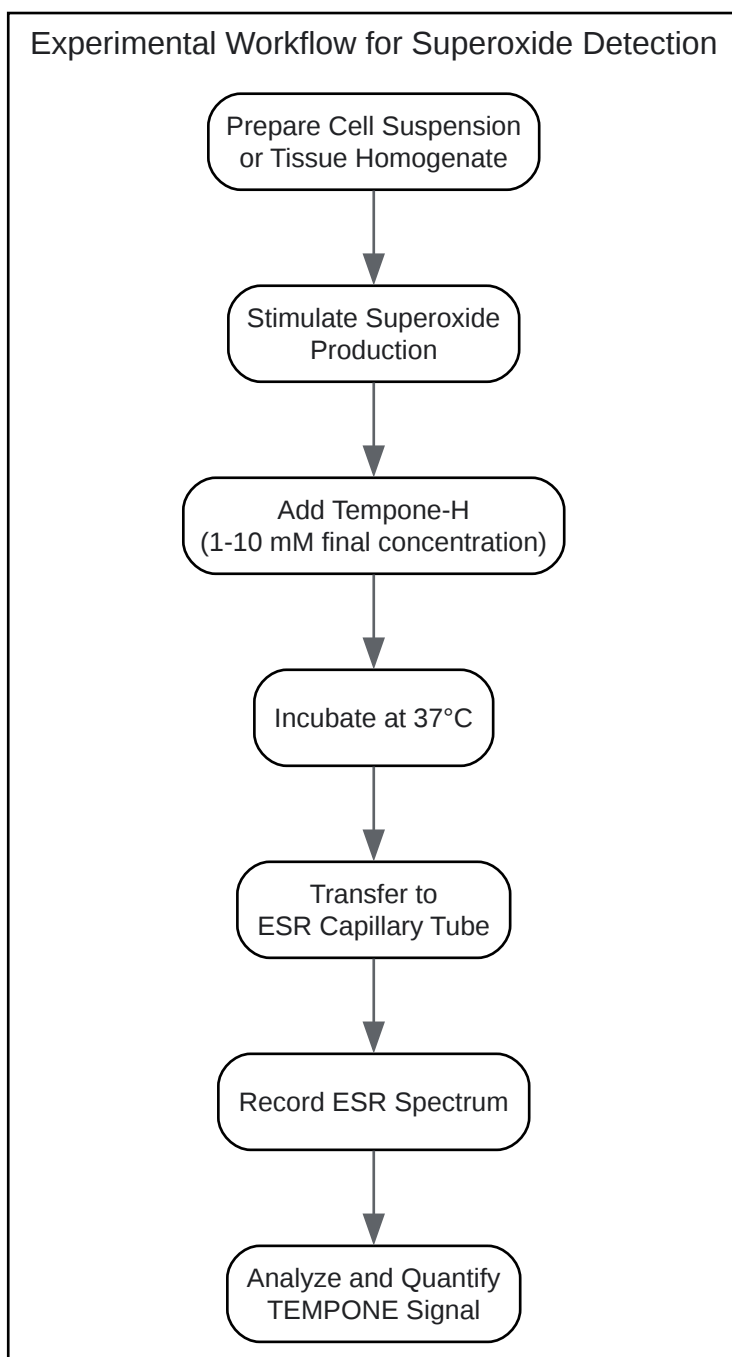 Experimental Workflow for Superoxide Detection
Prepare Cell Suspension
or Tissue Homogenate
Stimulate Superoxide
Production
Add Tempone-H
(1-10 mM final concentration)
Incubate at 37°C
Transfer to
ESR Capillary Tube
Record ESR Spectrum
Analyze and Quantify
TEMPONE Signal